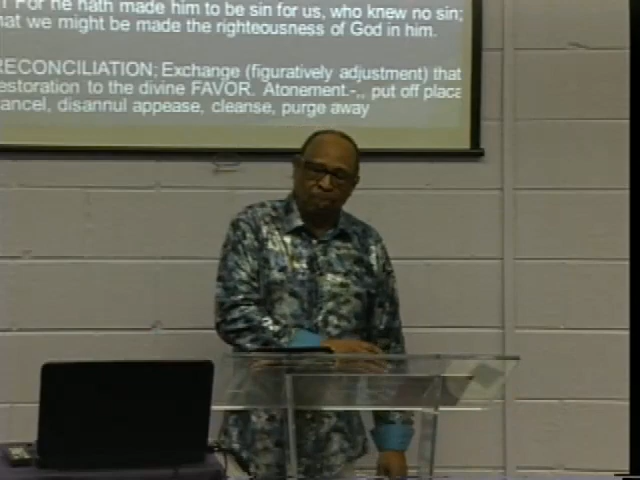 1 For he hath made him to be sin for us, who knew no sin;
hat we might be made the righteousness of God in him.
RECONCILIATION: Exchange (figuratively adjustment) that
estoration to the divine FAVOR. Atonement-,, put off place
ancel, disannul appease, cleanse, purge away